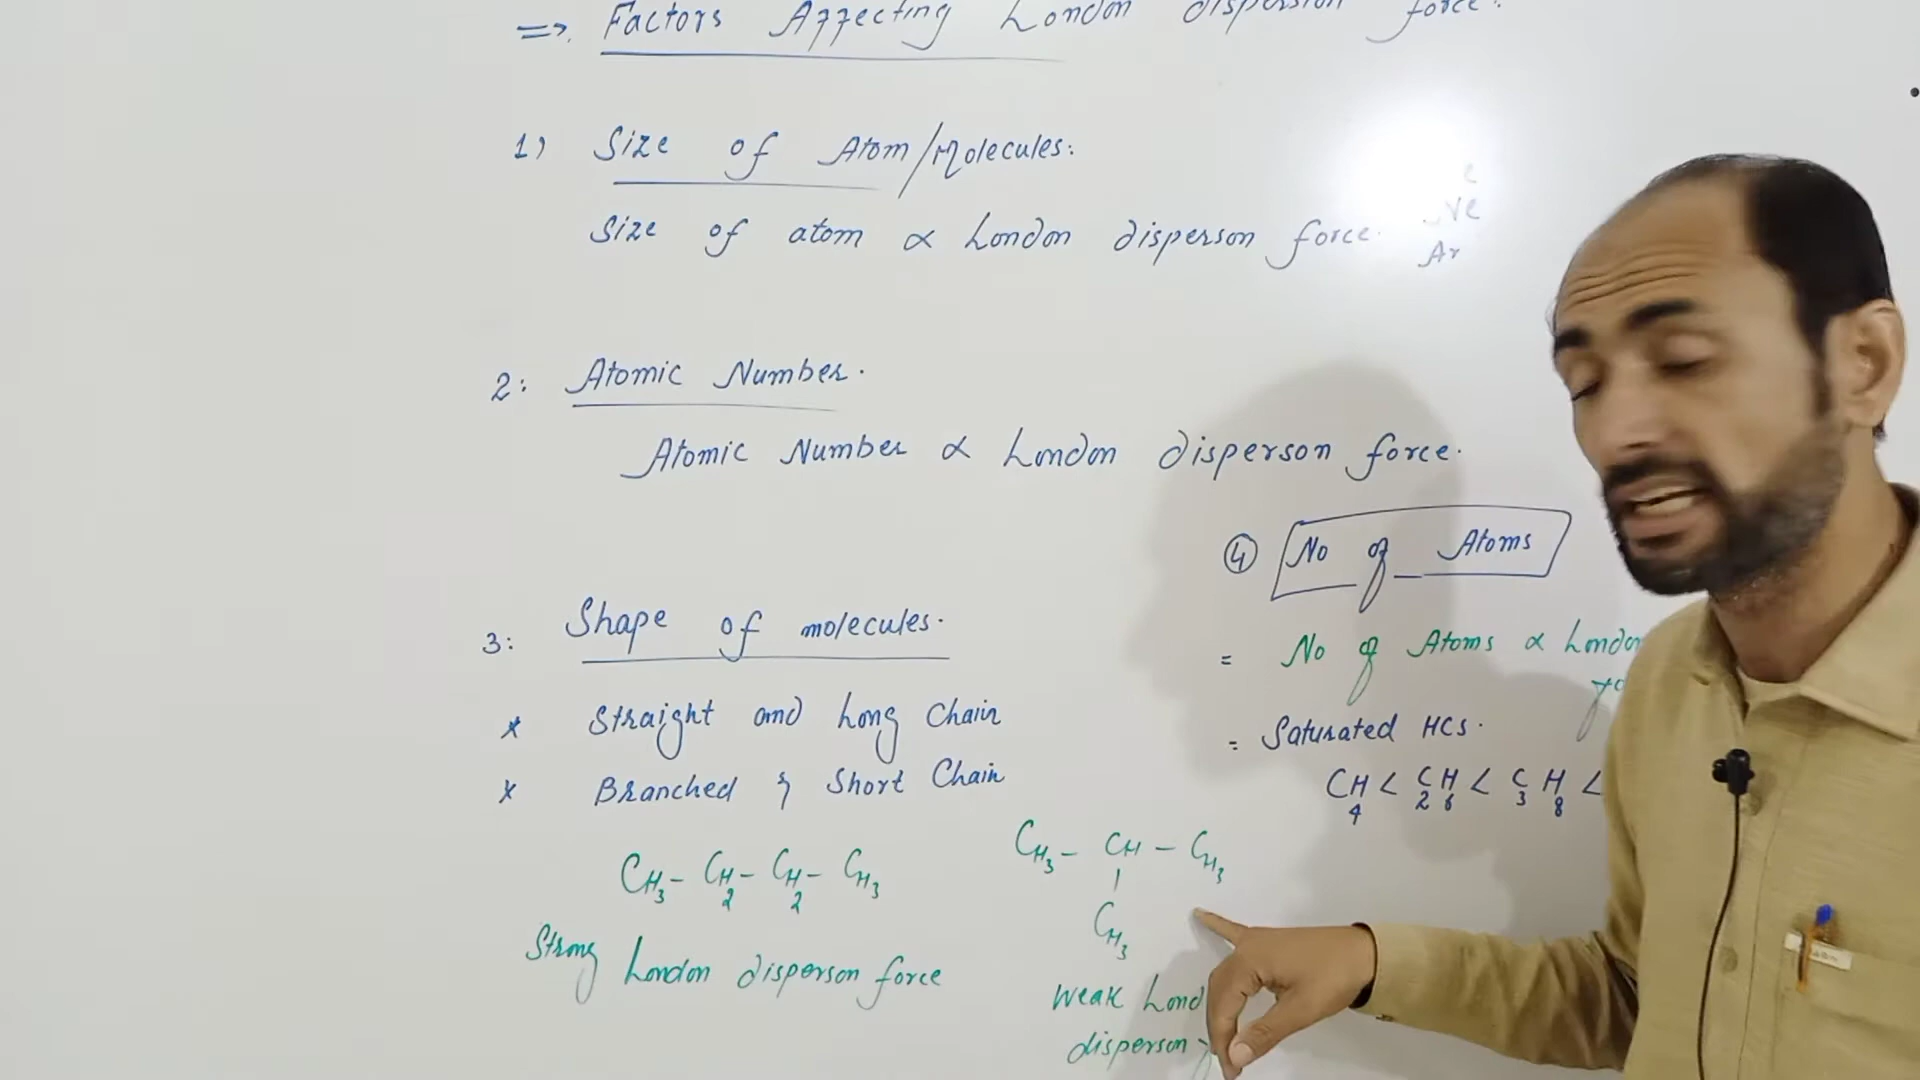 => Factors Affecting London dispersion force.
1) Size of Atom/Molecules:
Size of atom ∝ London disperson force.
Ne
Ar
2: Atomic Number.
Atomic Number ∝ London disperson force.
3: Shape of molecules.
* Straight and Long Chain
* Branched & Short Chain
CH3 - CH2 - CH2 - CH3
Strong London disperson force
CH3 - CH - CH3
|
CH3
Weak Lond
disperson
④ No of Atoms
= No of Atoms ∝ London
= Saturated HCs.
CH4 < C2H6 < C3H8 <